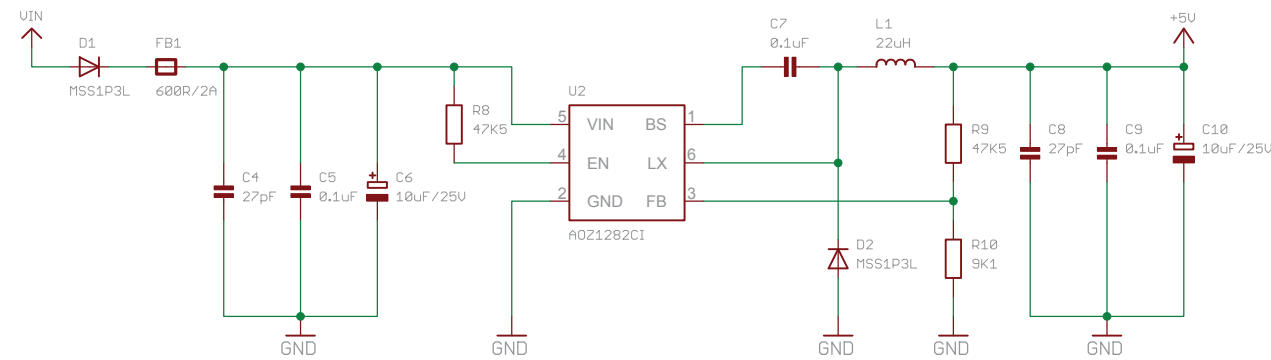 VIN
D1
MSS1P3L
FB1
600R/2A
C4
27pF
C5
0.1uF
C6
+
10uF/25V
R8
47K5
U2
5 VIN BS 1
4 EN LX 6
2 GND FB 3
AOZ1282CI
C7
0.1uF
L1
22uH
D2
MSS1P3L
R9
47K5
R10
9K1
C8
27pF
C9
0.1uF
+5V
C10
+
10uF/25V
GND
GND
GND
GND
GND